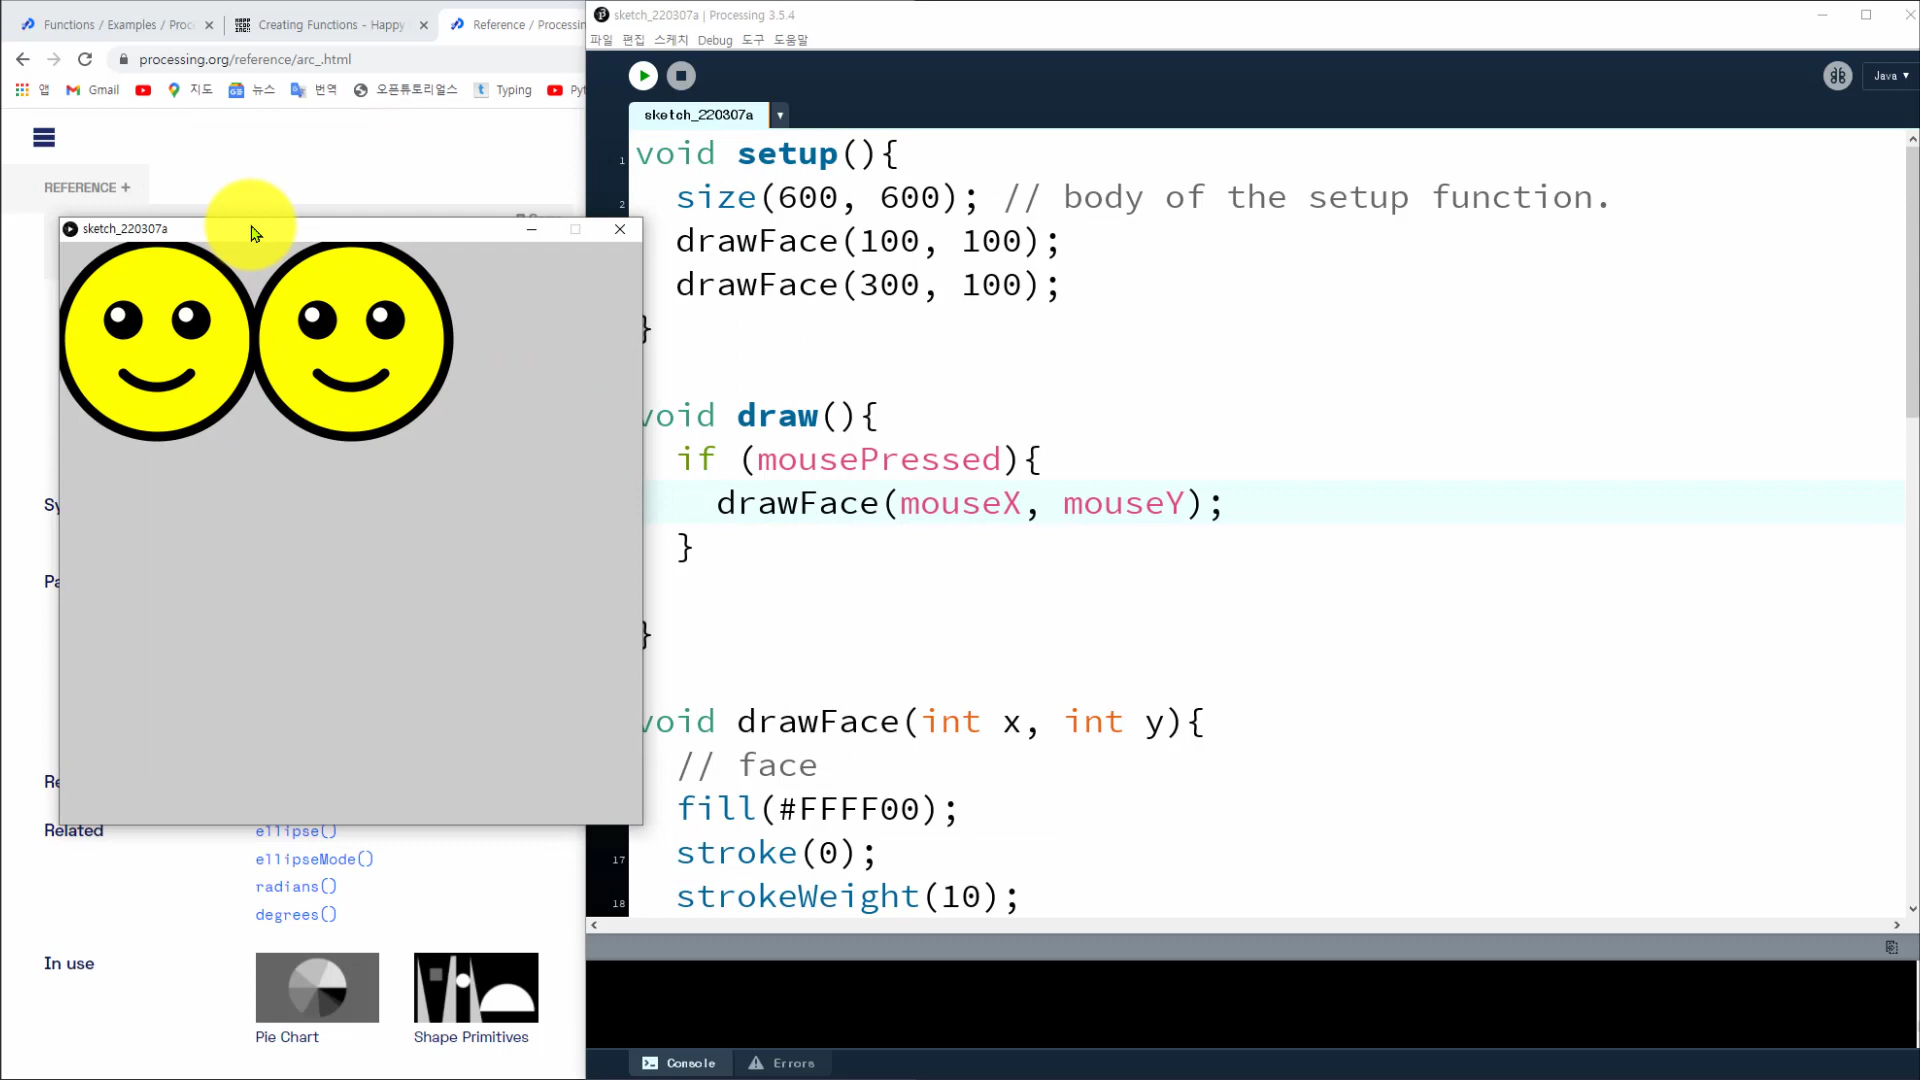 Functions / Examples / Proc
Creating Functions - Happy
Reference / Processin
processing.org/reference/arc_.html
앱
Gmail
지도
뉴스
번역
오픈튜토리얼스
Typing
REFERENCE +
sketch_220307a
Related
ellipse()
ellipseMode()
radians()
degrees()
In use
Pie Chart
Shape Primitives
sketch_220307a | Processing 3.5.4
파일 편집 스케치 Debug 도구 도움말
Java ▾
sketch_220307a
1 void setup(){
2 size(600, 600); // body of the setup function.
drawFace(100, 100);
drawFace(300, 100);
}
void draw(){
if (mousePressed){
drawFace(mouseX, mouseY);
}
}
void drawFace(int x, int y){
// face
fill(#FFFF00);
17 stroke(0);
18 strokeWeight(10);
Console
Errors